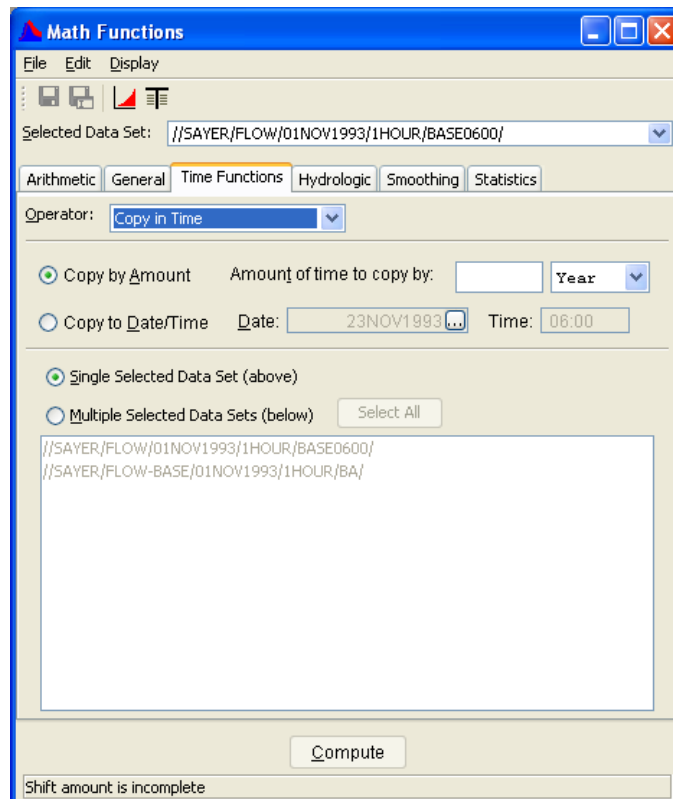 Math Functions
File Edit Display
Selected Data Set: //SAYER/FLOW/01NOV1993/1HOUR/BASE0600/
Arithmetic General Time Functions Hydrologic Smoothing Statistics
Operator: Copy in Time
Copy by Amount Amount of time to copy by: Year
Copy to Date/Time Date: 23NOV1993 ... Time: 06:00
Single Selected Data Set (above)
Multiple Selected Data Sets (below) Select All
//SAYER/FLOW/01NOV1993/1HOUR/BASE0600/
//SAYER/FLOW-BASE/01NOV1993/1HOUR/BA/
Compute
Shift amount is incomplete